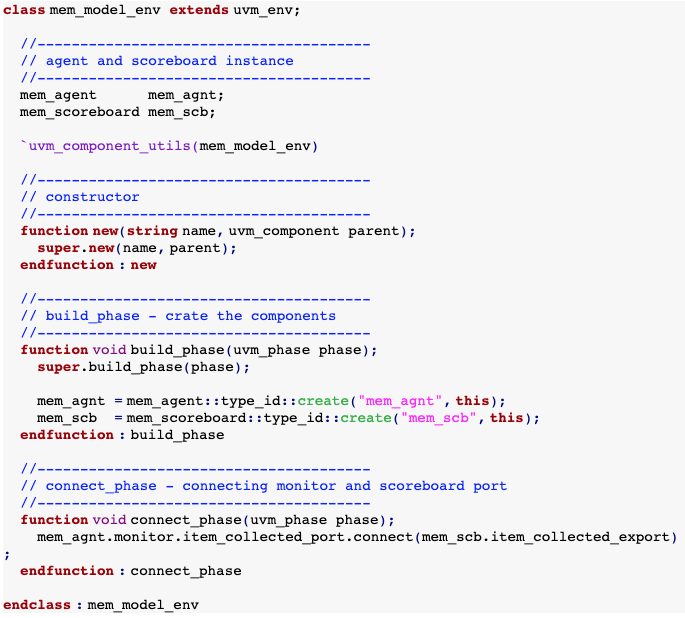 class mem_model_env extends uvm_env;
//---------------------------------------
// agent and scoreboard instance
//---------------------------------------
mem_agent      mem_agnt;
mem_scoreboard mem_scb;
`uvm_component_utils(mem_model_env)
//---------------------------------------
// constructor
//---------------------------------------
function new(string name, uvm_component parent);
super.new(name, parent);
endfunction : new
//---------------------------------------
// build_phase - crate the components
//---------------------------------------
function void build_phase(uvm_phase phase);
super.build_phase(phase);
mem_agnt = mem_agent::type_id::create("mem_agnt", this);
mem_scb  = mem_scoreboard::type_id::create("mem_scb", this);
endfunction : build_phase
//---------------------------------------
// connect_phase - connecting monitor and scoreboard port
//---------------------------------------
function void connect_phase(uvm_phase phase);
mem_agnt.monitor.item_collected_port.connect(mem_scb.item_collected_export)
;
endfunction : connect_phase
endclass : mem_model_env